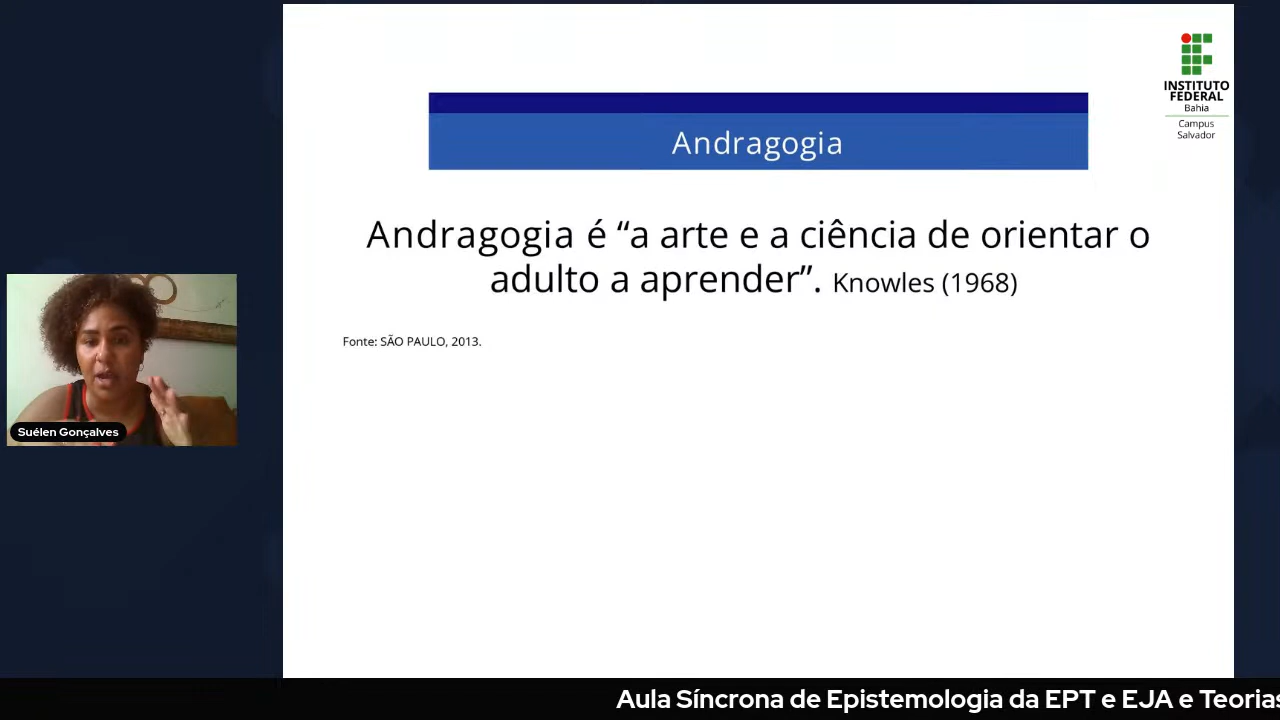 INSTITUTO
FEDERAL
Bahia
Campus
Salvador
Andragogia
Andragogia é “a arte e a ciência de orientar o
adulto a aprender”. Knowles (1968)
Fonte: SÃO PAULO, 2013.
Suélen Gonçalves
Aula Síncrona de Epistemologia da EPT e EJA e Teorias